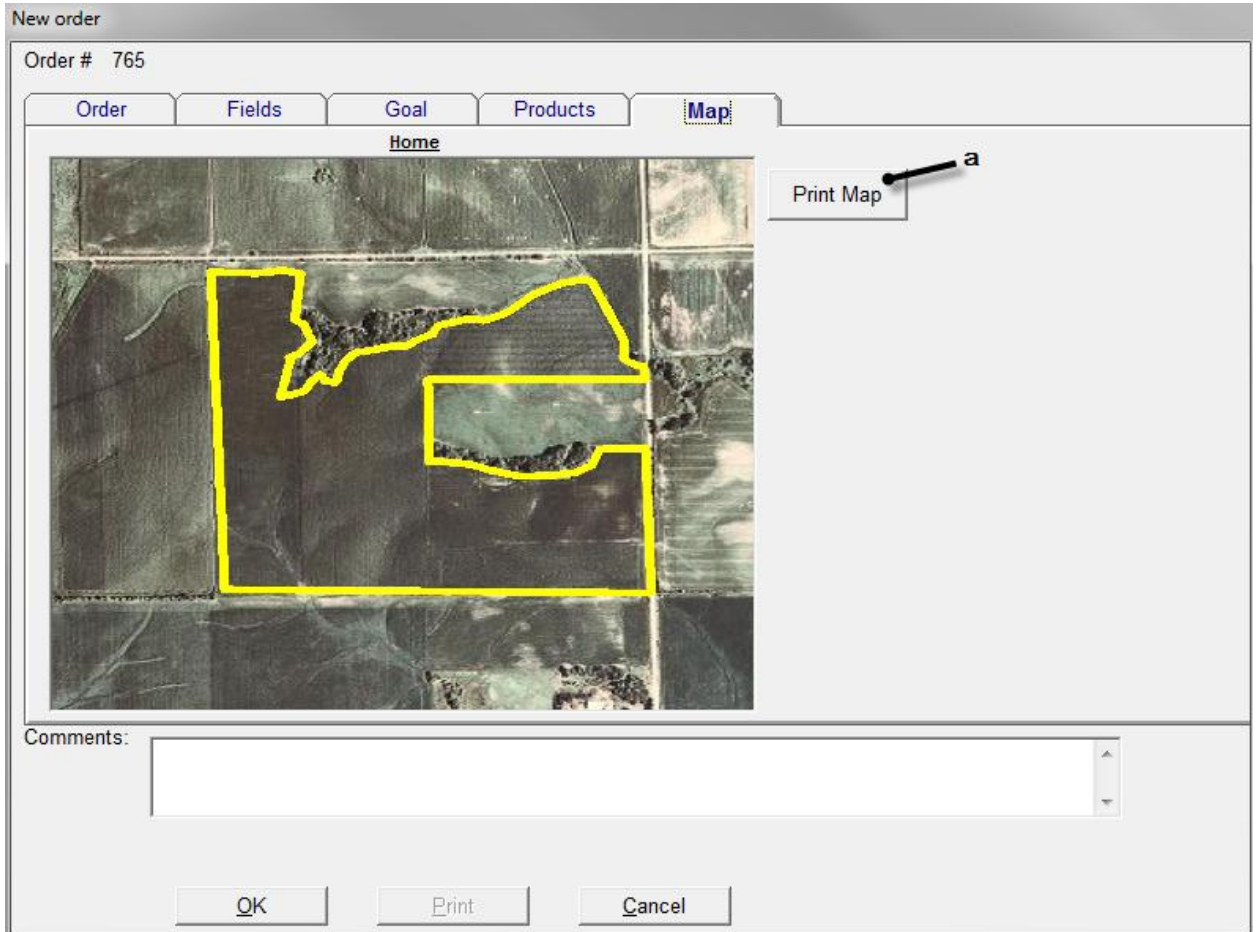 New order
Order # 765
Order Fields Goal Products Map
Home
a
Print Map
Comments:
OK Print Cancel